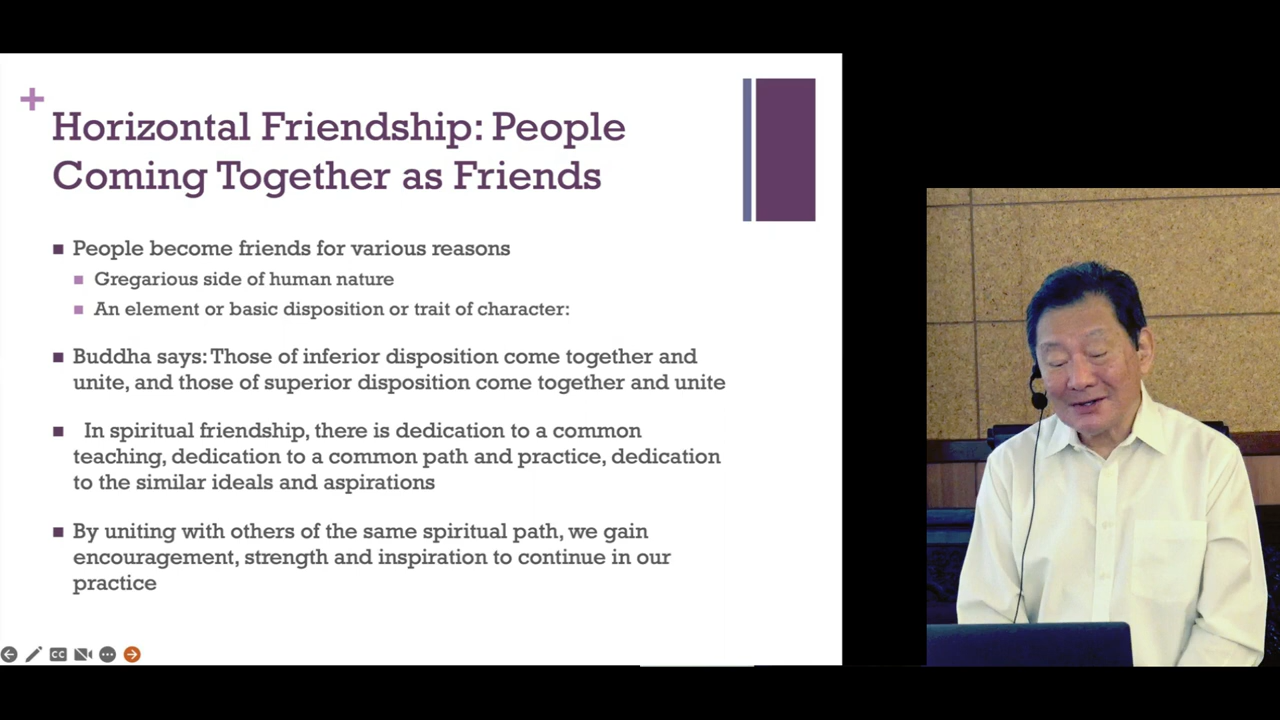 Horizontal Friendship: People
Coming Together as Friends
People become friends for various reasons
Gregarious side of human nature
An element or basic disposition or trait of character:
Buddha says: Those of inferior disposition come together and
unite, and those of superior disposition come together and unite
In spiritual friendship, there is dedication to a common
teaching, dedication to a common path and practice, dedication
to the similar ideals and aspirations
By uniting with others of the same spiritual path, we gain
encouragement, strength and inspiration to continue in our
practice
CC